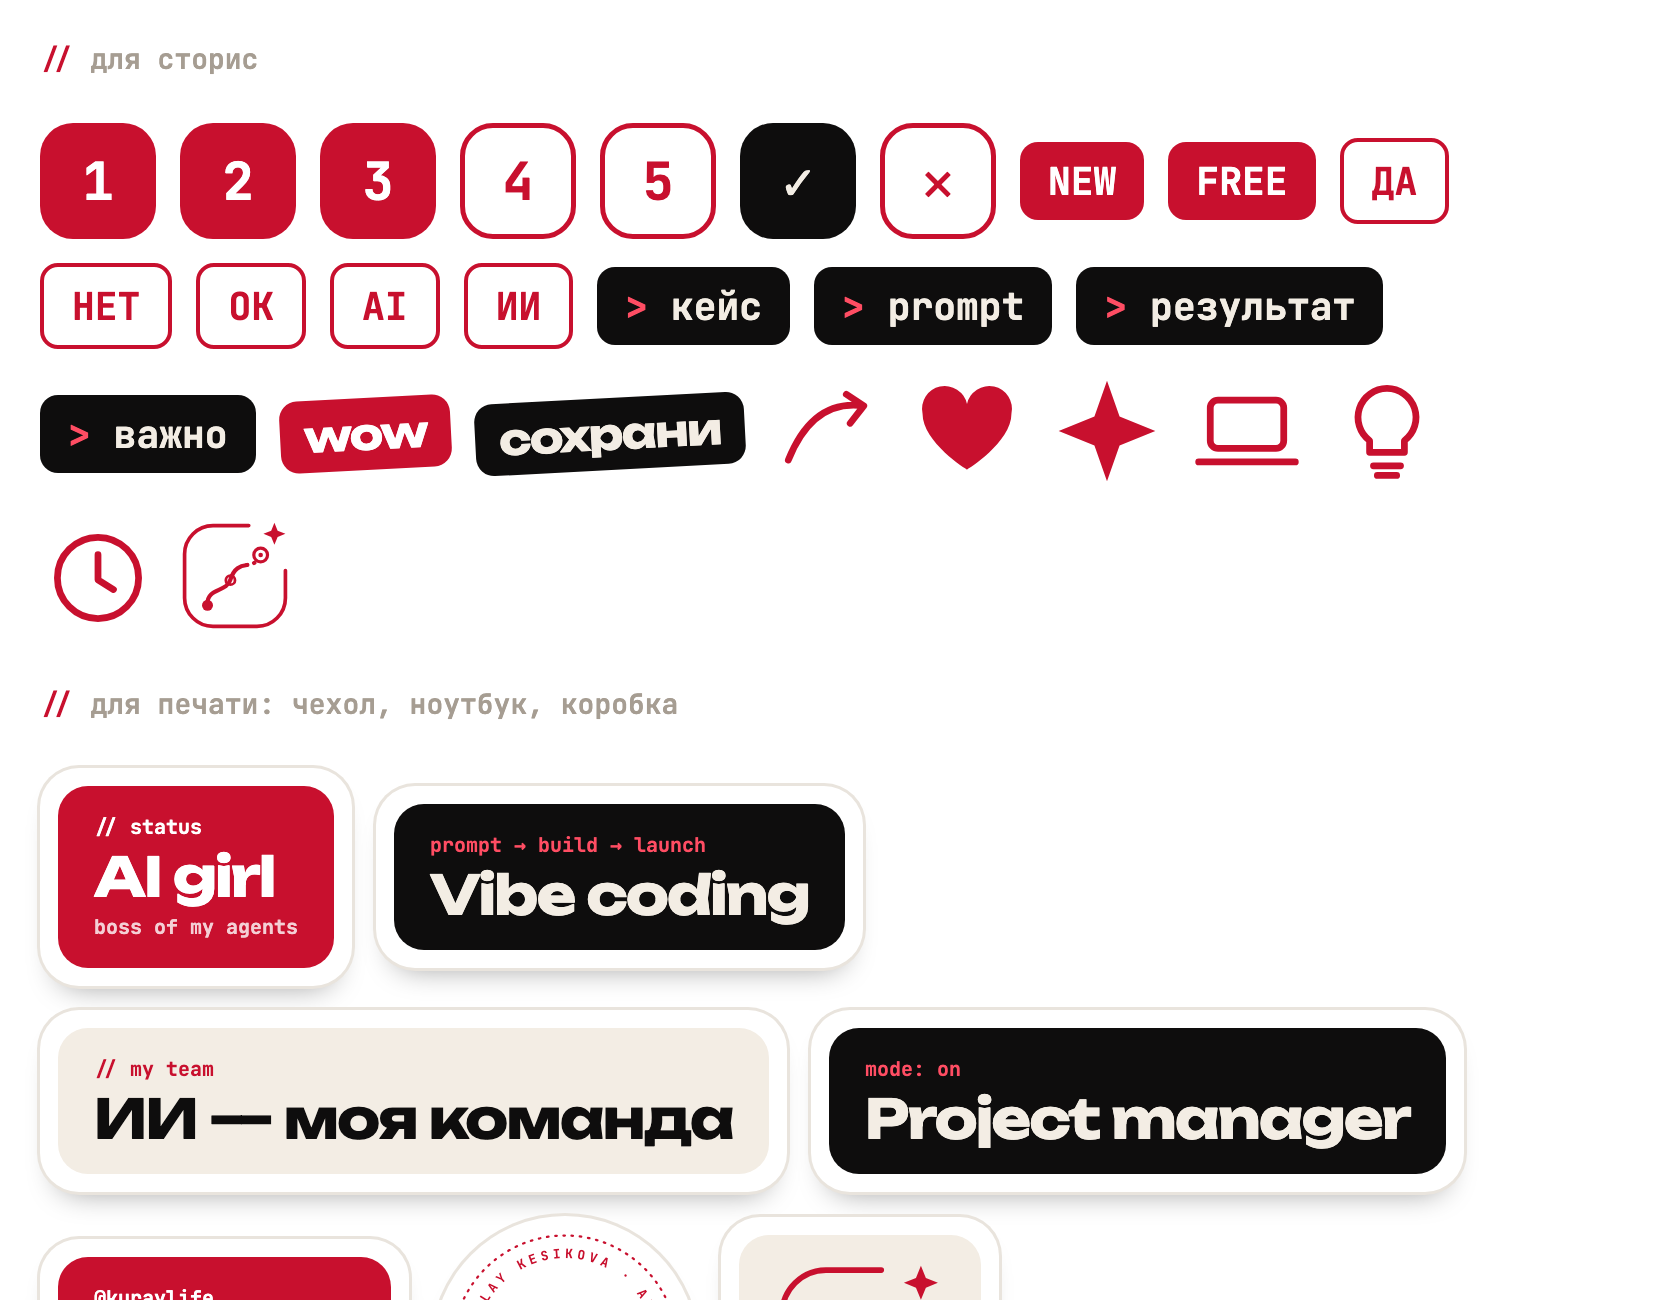 // для сторис
1 2 3 4 5 ✓ × NEW FREE ДА
НЕТ ОК AI ИИ > кейс > prompt > результат
> важно wow сохрани
// для печати: чехол, ноутбук, коробка
// status
AI girl
boss of my agents
prompt → build → launch
Vibe coding
// my team
ИИ — моя команда
mode: on
Project manager
@kuraylife
KESIKOVA